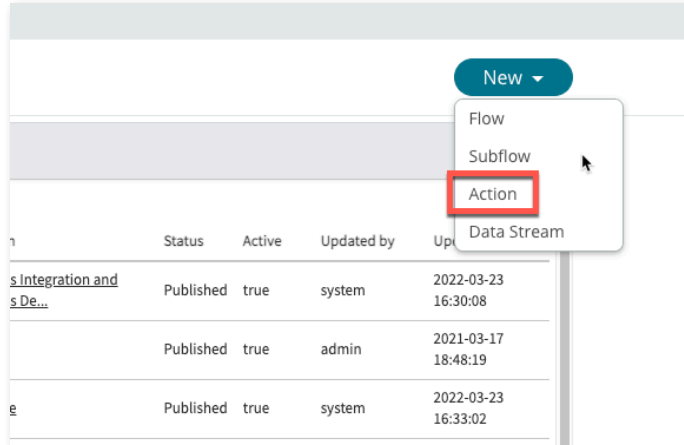 New
Flow
Subflow
Action
Data Stream
Status Active Updated by
s Integration and
s De...
Published true system
2022-03-23
16:30:08
Published true admin
2021-03-17
18:48:19
e
Published true system
2022-03-23
16:33:02